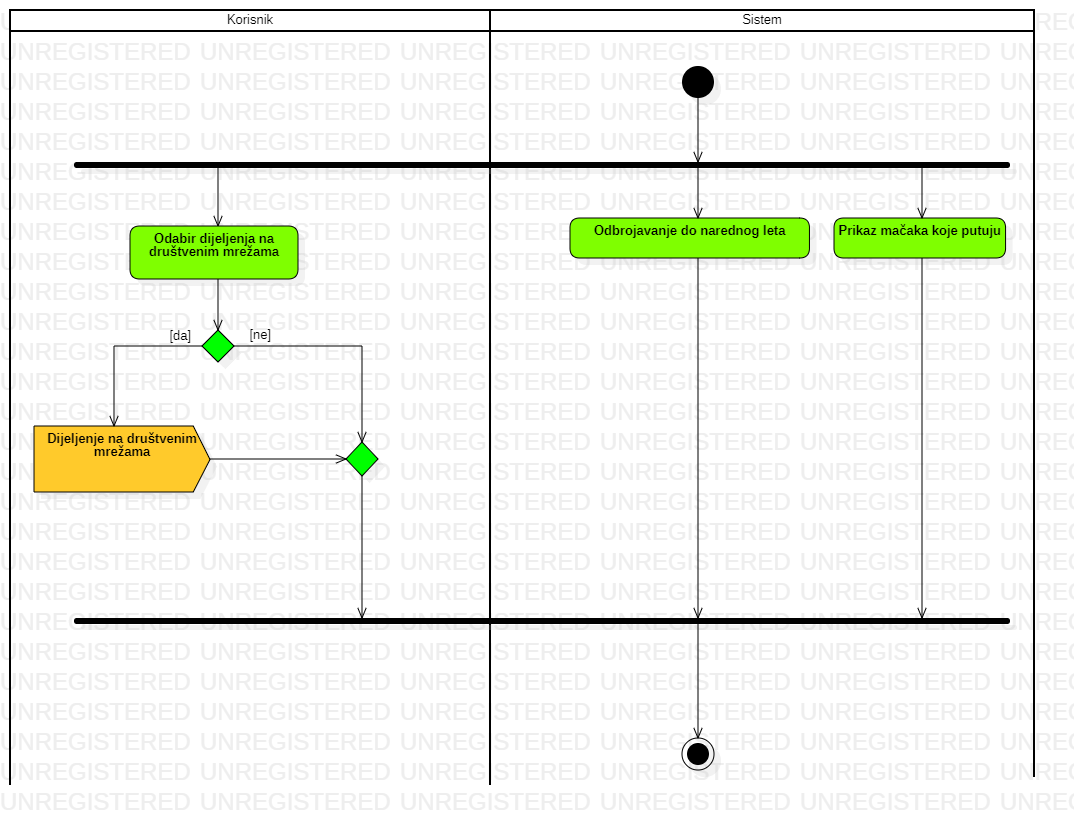 Korisnik
Sistem
Odabir dijeljenja na
društvenim mrežama
Odbrojavanje do narednog leta
Prikaz mačaka koje putuju
[da]
[ne]
Dijeljenje na društvenim
mrežama
UNREGISTERED